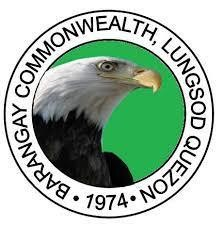 BARANGAY COMMONWEALTH, LUNGSOD QUEZON
• 1974 •